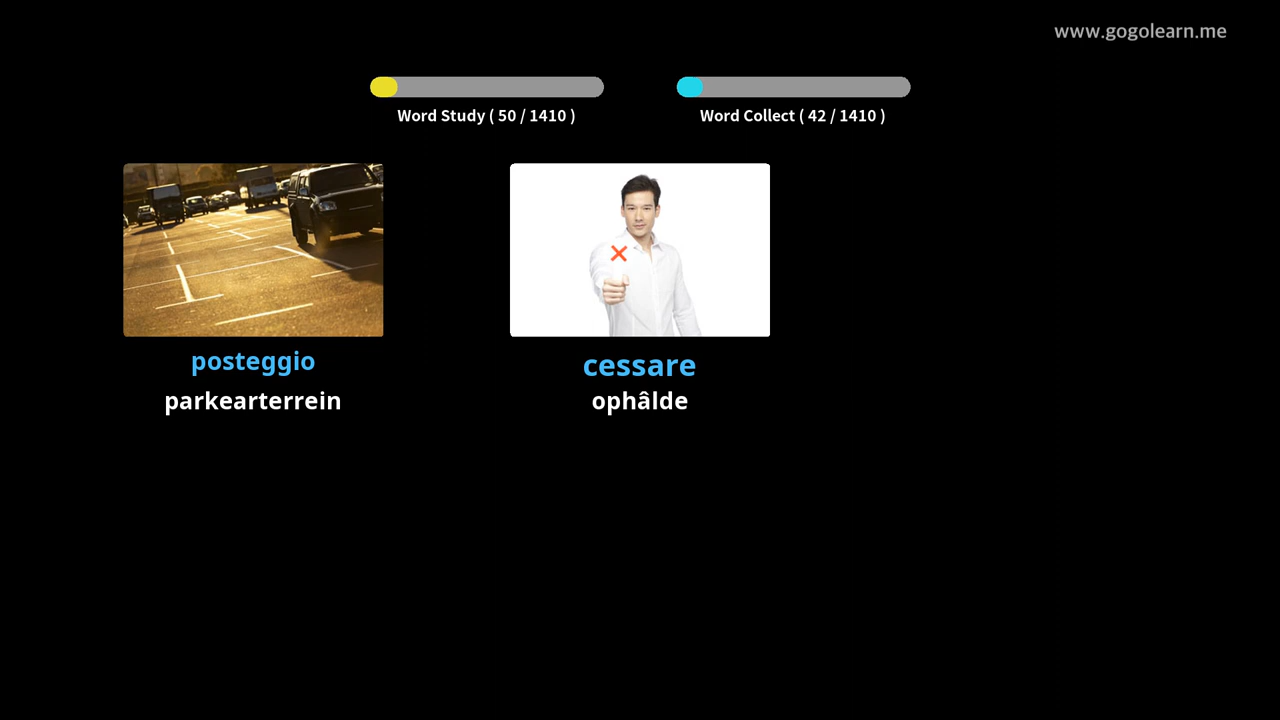 www.gogolearn.me
Word Study ( 50 / 1410 )
Word Collect ( 42 / 1410 )
posteggio
parkearterrein
cessare
ophâlde